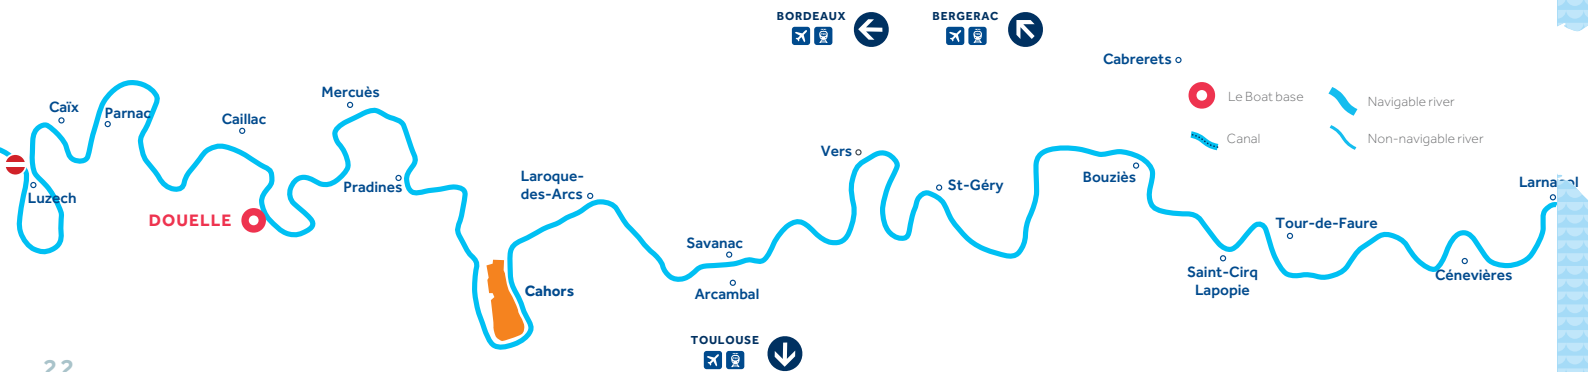 BORDEAUX
BERGERAC
Cabrerets
Le Boat base
Navigable river
Canal
Non-navigable river
Caïx
Parnac
Caillac
Mercuès
Pradines
Luzech
DOUELLE
Laroque-
des-Arcs
Cahors
Savanac
Arcambal
Vers
St-Géry
Bouziès
Tour-de-Faure
Saint-Cirq
Lapopie
Cénevières
TOULOUSE
22